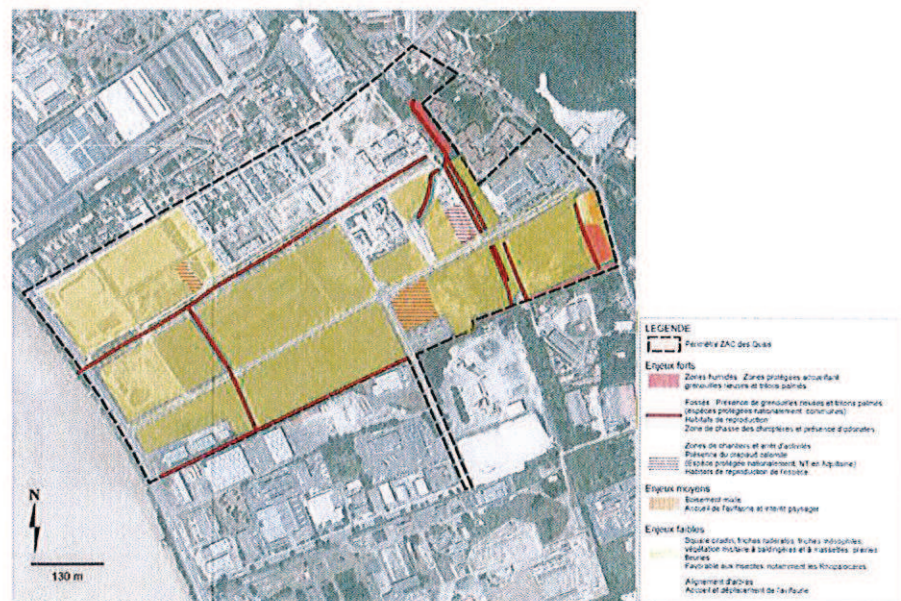 N
130 m
LEGENDE
Périmètre ZAC des Quais
Enjeux forts
Zones humides : Zones protégées accueillant
grenouilles rieuses et tritons palmés
Fossés : Présence de grenouilles rieuses et tritons palmés
(espèces protégées nationalement, communes)
Habitats de reproduction
Zone de chasse des chiroptères et présence d'odonates
Zones de chantiers et arrêt d'activités
Présence du crapaud calamite
(Espèce protégée nationalement, NT en Aquitaine)
Habitats de reproduction de l'espèce
Enjeux moyens
Boisement mixte
Accueil de l'avifaune et intérêt paysager
Enjeux faibles
Square citadin, friches rudérales, friches mésophiles,
végétation rivulaire à baldingères et à massettes, prairies
fleuries
Favorable aux insectes, notamment les Rhopalocères
Alignement d'arbres
Accueil et déplacement de l'avifaune